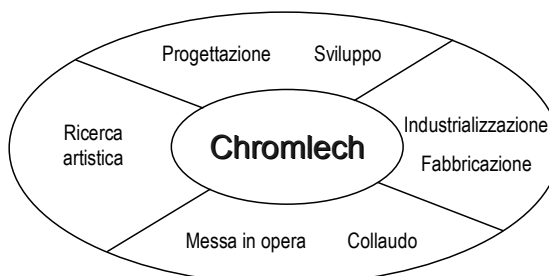 Progettazione Sviluppo
Ricerca
artistica
Chromlech
Industrializzazione
Fabbricazione
Messa in opera Collaudo